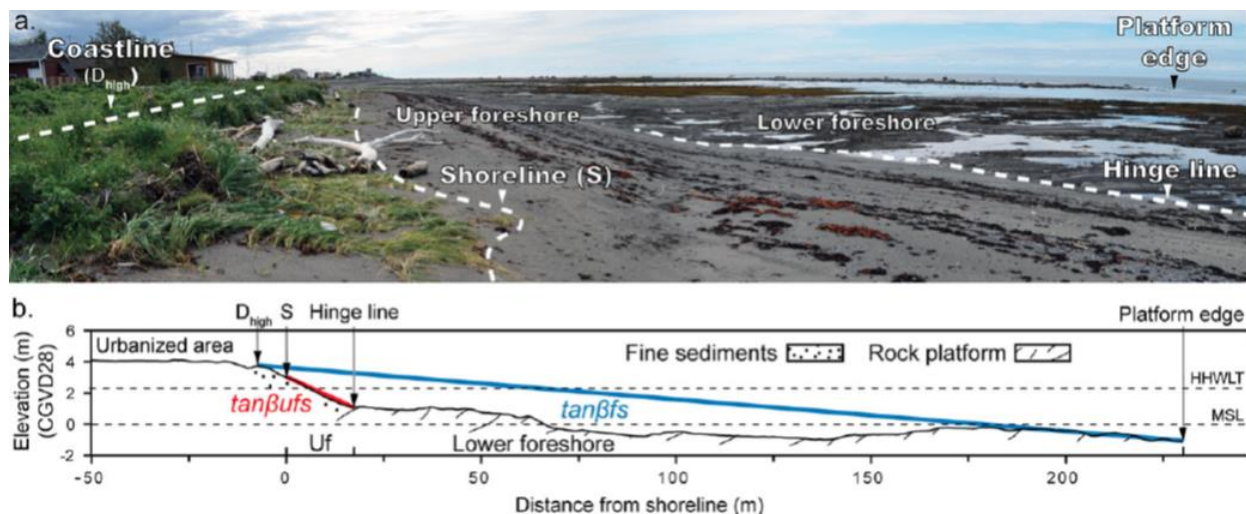 a.
Coastline
(D_high)
Platform
edge
Upper foreshore
Lower foreshore
Shoreline (S)
Hinge line
b.
D_high S Hinge line Platform edge
Elevation (m)
(CGVD28)
6
4
2
0
-2
Urbanized area
Fine sediments
Rock platform
HHWLT
tanβufs
tanβfs
MSL
Uf
Lower foreshore
-50 0 50 100 150 200
Distance from shoreline (m)